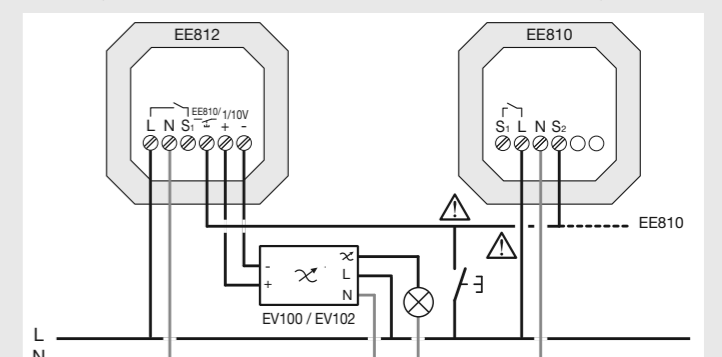 EE812
EE810
EE810/ 1/10V
L N S1 + -
S1 L N S2
EE810
-
+
L
N
EV100 / EV102
L
N